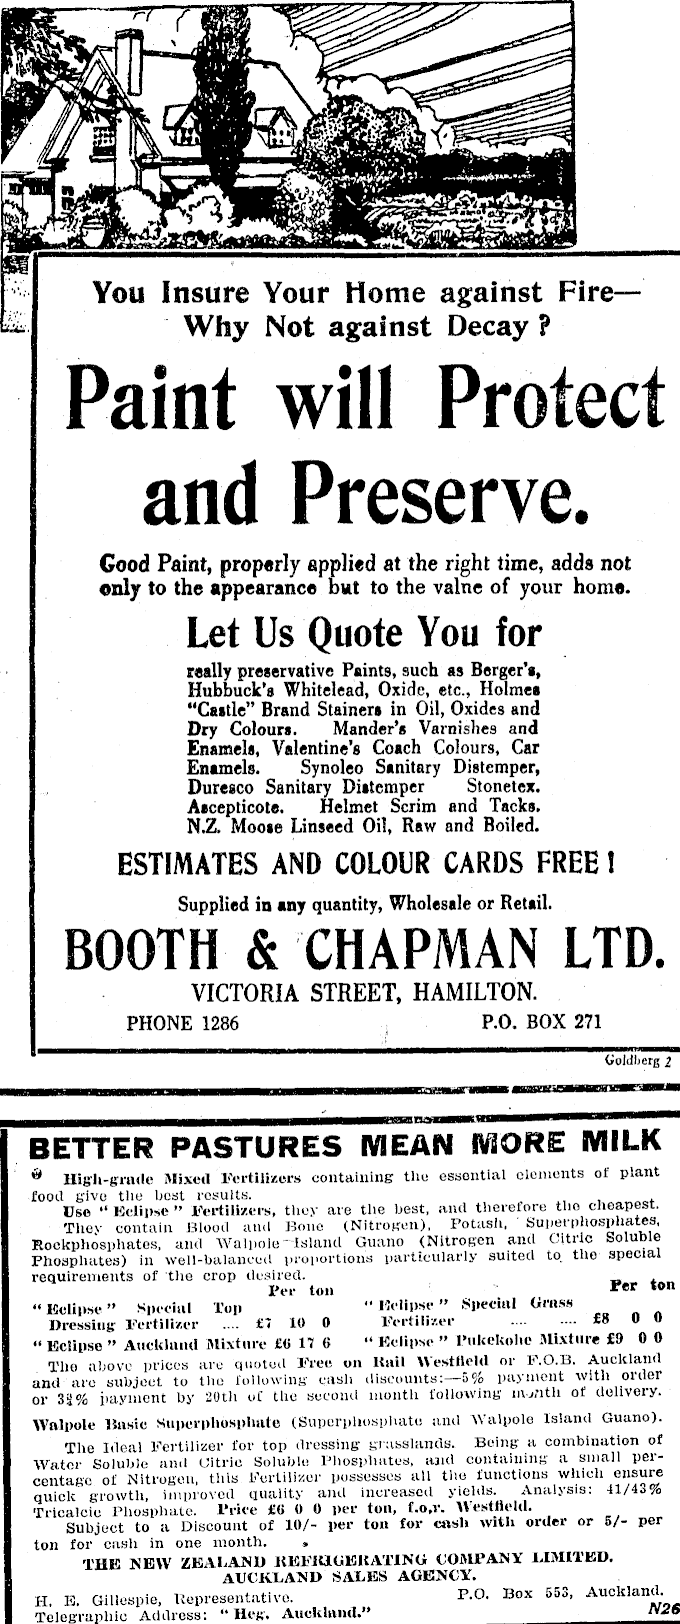 You Insure Your Home against Fire—
Why Not against Decay ?
Paint will Protect
and Preserve.
Good Paint, properly applied at the right time, adds not
only to the appearance but to the valne of your home.
Let Us Quote You for
really preservative Paints, such as Berger's,
Hubbuck's Whitelead, Oxide, etc., Holmes
"Castle" Brand Stainers in Oil, Oxides and
Dry Colours. Mander's Varnishes and
Enamels, Valentine's Coach Colours, Car
Enamels. Synoleo Sanitary Distemper,
Duresco Sanitary Distemper Stonetex.
Ascepticote. Helmet Scrim and Tacks.
N.Z. Moose Linseed Oil, Raw and Boiled.
ESTIMATES AND COLOUR CARDS FREE !
Supplied in any quantity, Wholesale or Retail.
BOOTH & CHAPMAN LTD.
VICTORIA STREET, HAMILTON.
PHONE 1286 P.O. BOX 271
Goldberg 2
BETTER PASTURES MEAN MORE MILK
High-grade Mixed Fertilizers containing the essential elements of plant
food give the best results.
Use "Eclipse" Fertilizers, they are the best, and therefore the cheapest.
They contain Blood and Bone (Nitrogen), Potash, Superphosphates,
Rockphosphates, and Walpole Island Guano (Nitrogen and Citric Soluble
Phosphates) in well-balanced proportions particularly suited to the special
requirements of the crop desired.
Per ton Per ton
"Eclipse" Special Top "Eclipse" Special Grass
Dressing Fertilizer .... £7 10 0 Fertilizer .... .... £8 0 0
"Eclipse" Auckland Mixture £6 17 6 "Eclipse" Pukekohe Mixture £9 0 0
The above prices are quoted Free on Rail Westfield or F.O.B. Auckland
and are subject to the following cash discounts:—5% payment with order
or 3¾% payment by 20th of the second month following month of delivery.
Walpole Basic Superphosphate (Superphosphate and Walpole Island Guano).
The Ideal Fertilizer for top dressing grasslands. Being a combination of
Water Soluble and Citric Soluble Phosphates, and containing a small per-
centage of Nitrogen, this Fertilizer possesses all the functions which ensure
quick growth, improved quality and increased yields. Analysis: 41/43%
Tricalcic Phosphate. Price £6 0 0 per ton, f.o.r. Westfield.
Subject to a Discount of 10/- per ton for cash with order or 5/- per
ton for cash in one month.
THE NEW ZEALAND REFRIGERATING COMPANY LIMITED.
AUCKLAND SALES AGENCY.
H. E. Gillespie, Representative. P.O. Box 553, Auckland.
Telegraphic Address: "Heg. Auckland." N26